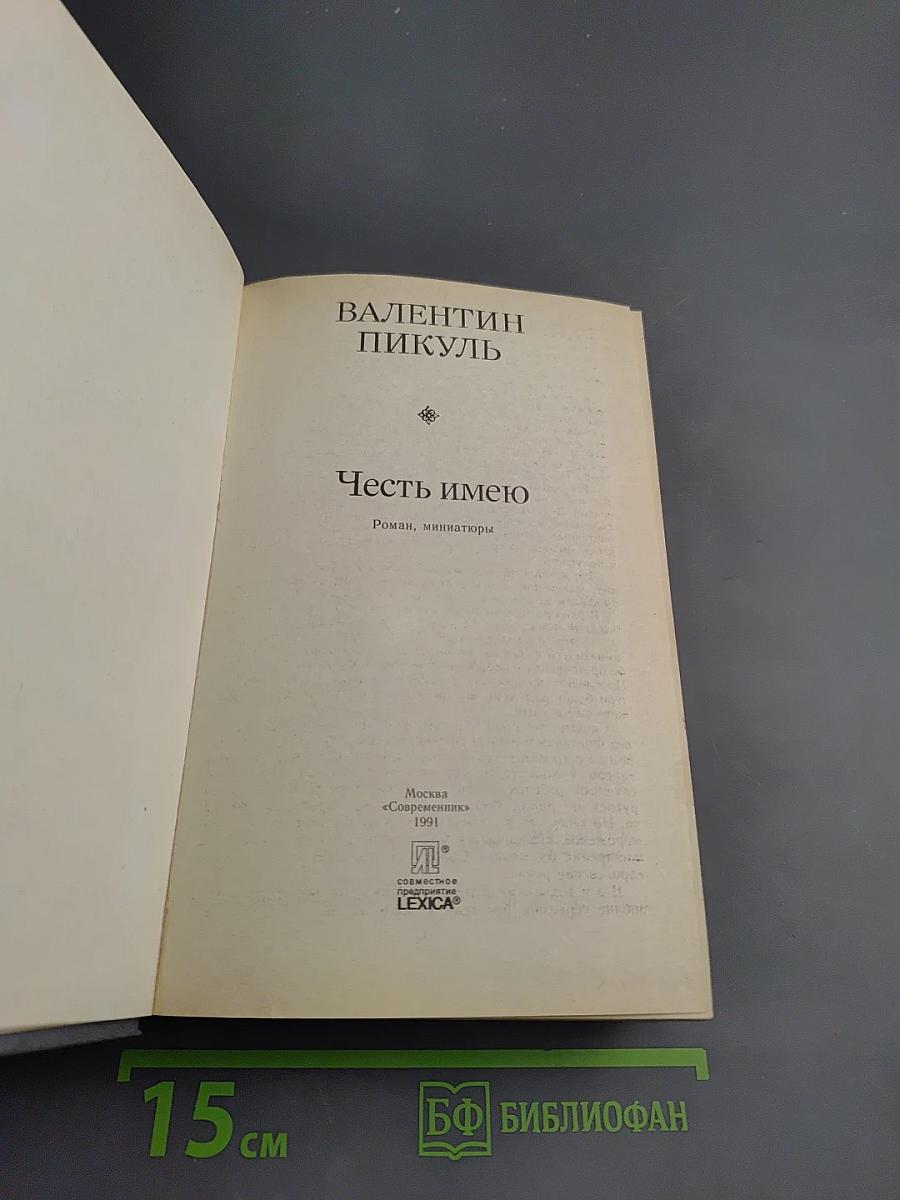 ВАЛЕНТИН
ПИКУЛЬ
Честь имею
Роман, миниатюры
Москва
«Современник»
1991
®
совместное
предприятие
LEXICA®
15 см
БФ БИБЛИОФАН